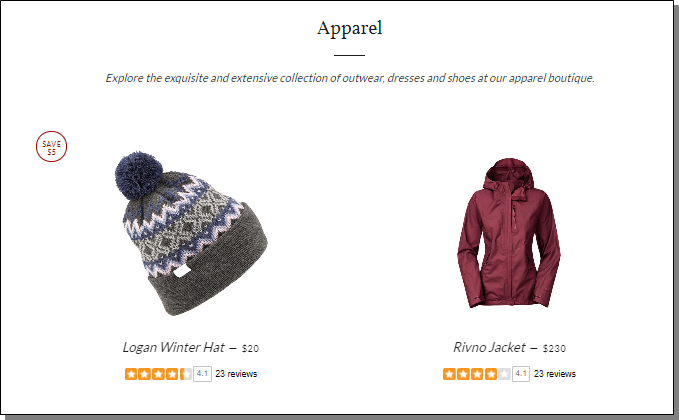 Apparel
Explore the exquisite and extensive collection of outwear, dresses and shoes at our apparel boutique.
SAVE
$5
Logan Winter Hat — $20
4.1 23 reviews
Rivno Jacket — $230
4.1 23 reviews